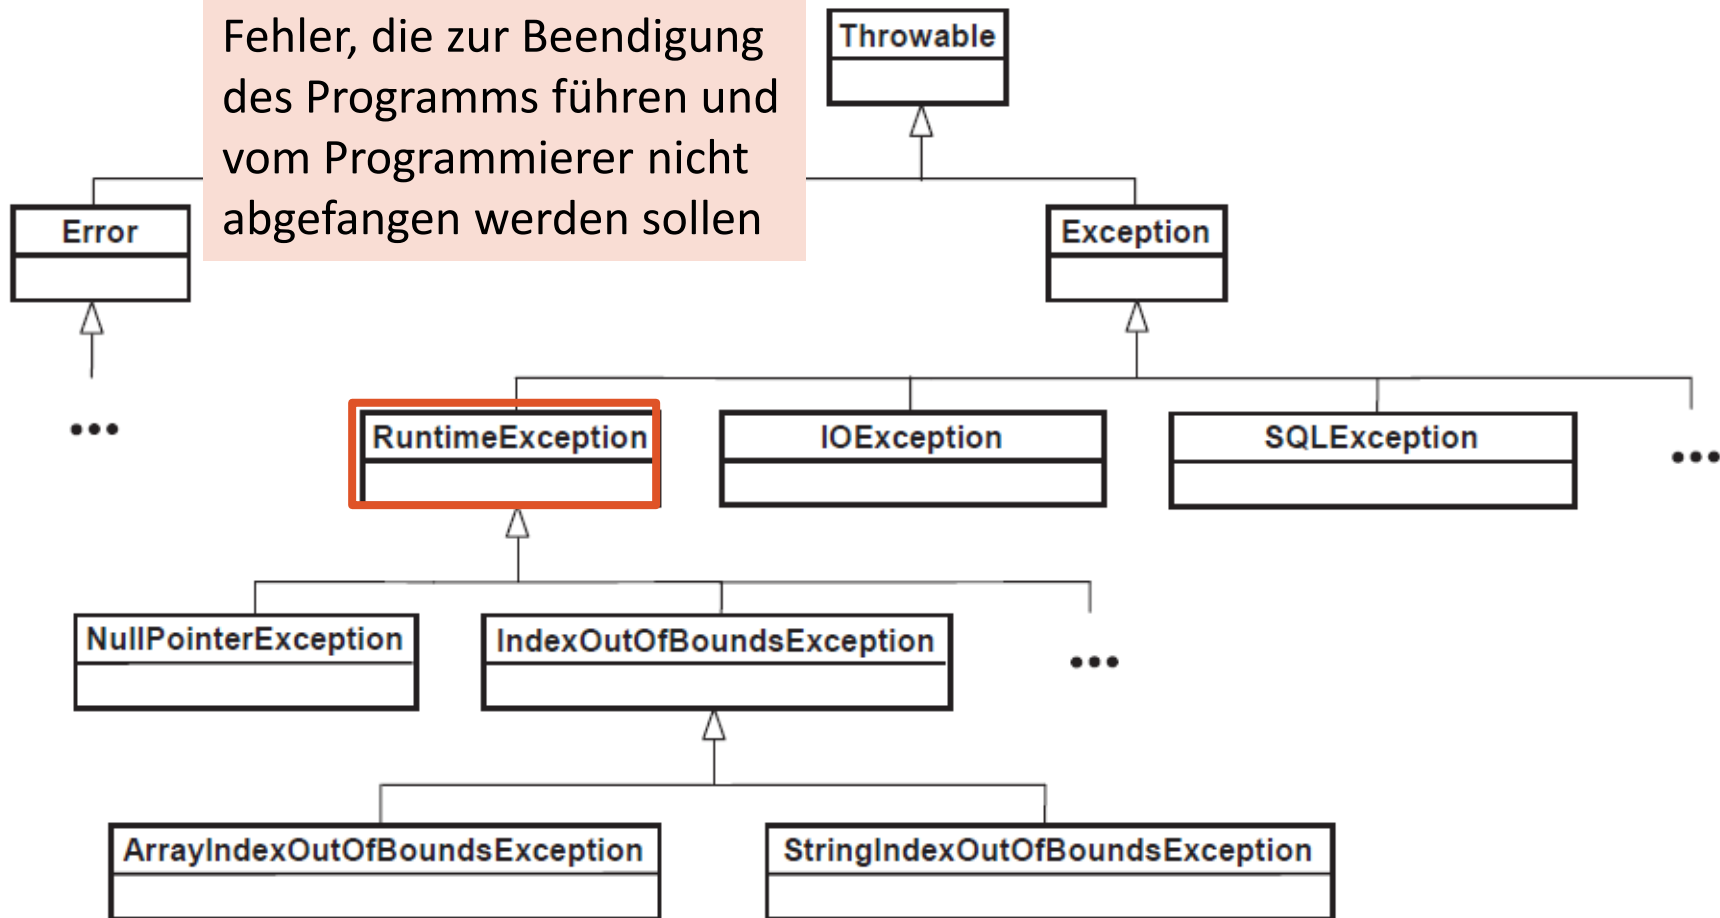 Fehler, die zur Beendigung
des Programms führen und
vom Programmierer nicht
abgefangen werden sollen
Throwable
Error
Exception
...
RuntimeException
IOException
SQLException
...
NullPointerException
IndexOutOfBoundsException
...
ArrayIndexOutOfBoundsException
StringIndexOutOfBoundsException